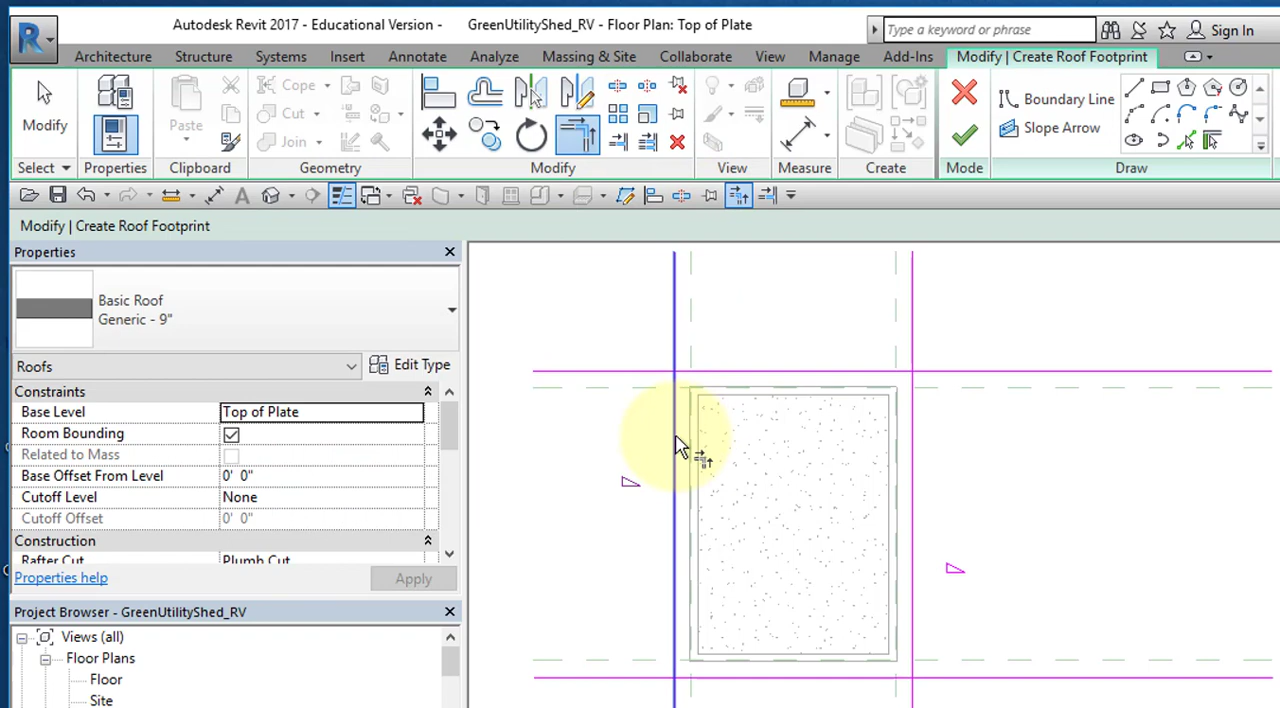 Autodesk Revit 2017 - Educational Version - GreenUtilityShed_RV - Floor Plan: Top of Plate
Type a keyword or phrase
Sign In
Architecture Structure Systems Insert Annotate Analyze Massing & Site Collaborate View Manage Add-Ins Modify | Create Roof Footprint
Modify
Paste
Cope
Cut
Join
Boundary Line
Slope Arrow
Select Properties Clipboard Geometry Modify View Measure Create Mode Draw
Modify | Create Roof Footprint
Properties
Basic Roof
Generic - 9"
Roofs
Edit Type
Constraints
Base Level Top of Plate
Room Bounding
Related to Mass
Base Offset From Level 0' 0"
Cutoff Level None
Cutoff Offset 0' 0"
Construction
Rafter Cut Plumb Cut
Properties help
Apply
Project Browser - GreenUtilityShed_RV
Views (all)
Floor Plans
Floor
Site